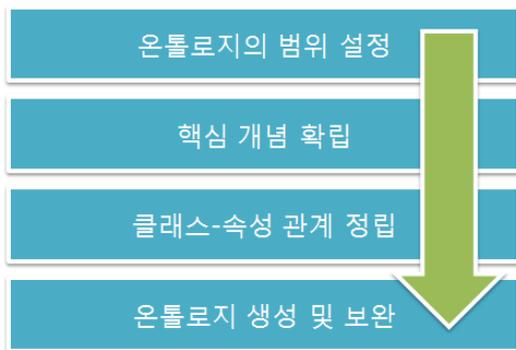 온톨로지의 범위 설정
핵심 개념 확립
클래스-속성 관계 정립
온톨로지 생성 및 보완